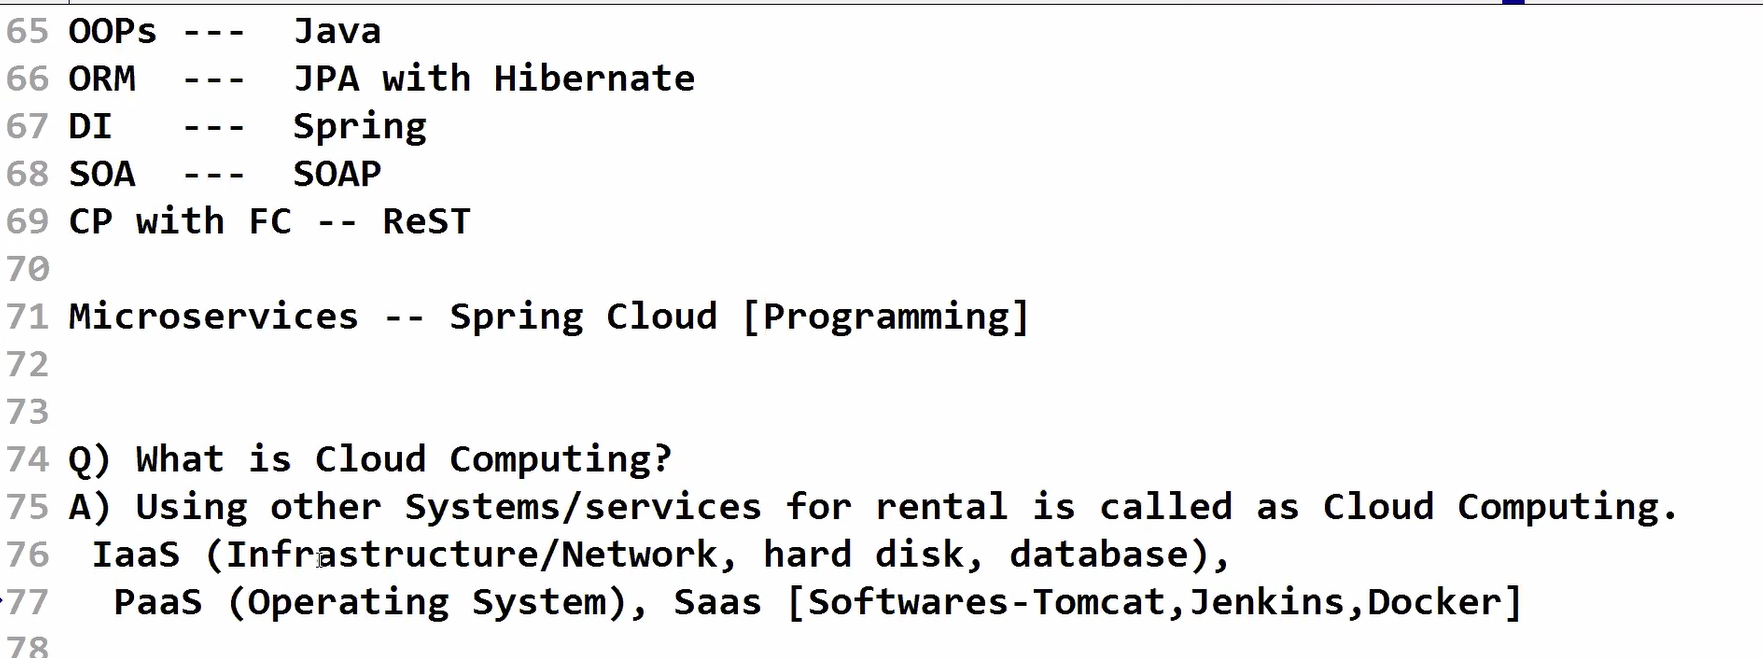 65 OOPs ---  Java
66 ORM  ---  JPA with Hibernate
67 DI   ---  Spring
68 SOA  ---  SOAP
69 CP with FC -- ReST
70
71 Microservices -- Spring Cloud [Programming]
72
73
74 Q) What is Cloud Computing?
75 A) Using other Systems/services for rental is called as Cloud Computing.
76  IaaS (Infrastructure/Network, hard disk, database),
77   PaaS (Operating System), Saas [Softwares-Tomcat,Jenkins,Docker]
78